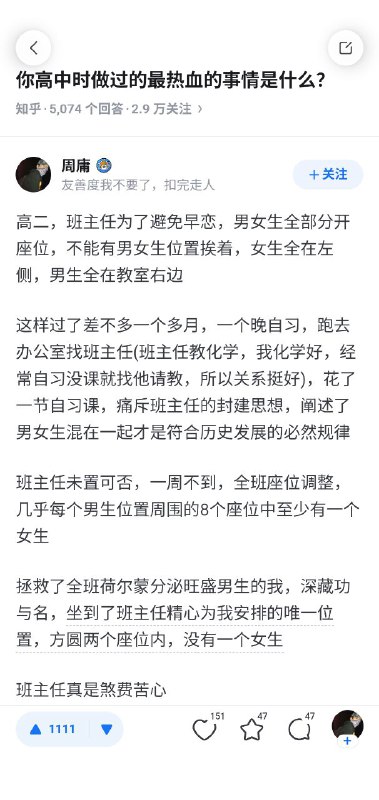 你高中时做过的最热血的事情是什么?
知乎 · 5,074 个回答 · 2.9 万关注 >
周庸
友善度我不要了，扣完走人
+关注
高二，班主任为了避免早恋，男女生全部分开
座位，不能有男女生位置挨着，女生全在左
侧，男生全在教室右边
这样过了差不多一个多月，一个晚自习，跑去
办公室找班主任(班主任教化学，我化学好，经
常自习没课就找他请教，所以关系挺好)，花了
一节自习课，痛斥班主任的封建思想，阐述了
男女生混在一起才是符合历史发展的必然规律
班主任未置可否，一周不到，全班座位调整，
几乎每个男生位置周围的8个座位中至少有一个
女生
拯救了全班荷尔蒙分泌旺盛男生的我，深藏功
与名，坐到了班主任精心为我安排的唯一位
置，方圆两个座位内，没有一个女生
班主任真是煞费苦心
1111
151
47
47